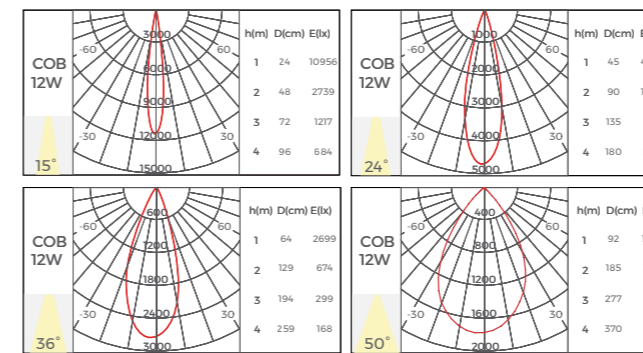 COB
12W
15°
3000
6000
9000
12000
15000
-60
60
-30
30
h(m) D(cm) E(lx)
1 24 10956
2 48 2739
3 72 1217
4 96 684
COB
12W
24°
1000
2000
3000
4000
5000
-60
60
-30
30
h(m) D(cm)
1 45
2 90
3 135
4 180
COB
12W
36°
600
1200
1800
2400
3000
-60
60
-30
30
h(m) D(cm) E(lx)
1 64 2699
2 129 674
3 194 299
4 259 168
COB
12W
50°
400
800
1200
1600
2000
-60
60
-30
30
h(m) D(cm)
1 92
2 185
3 277
4 370